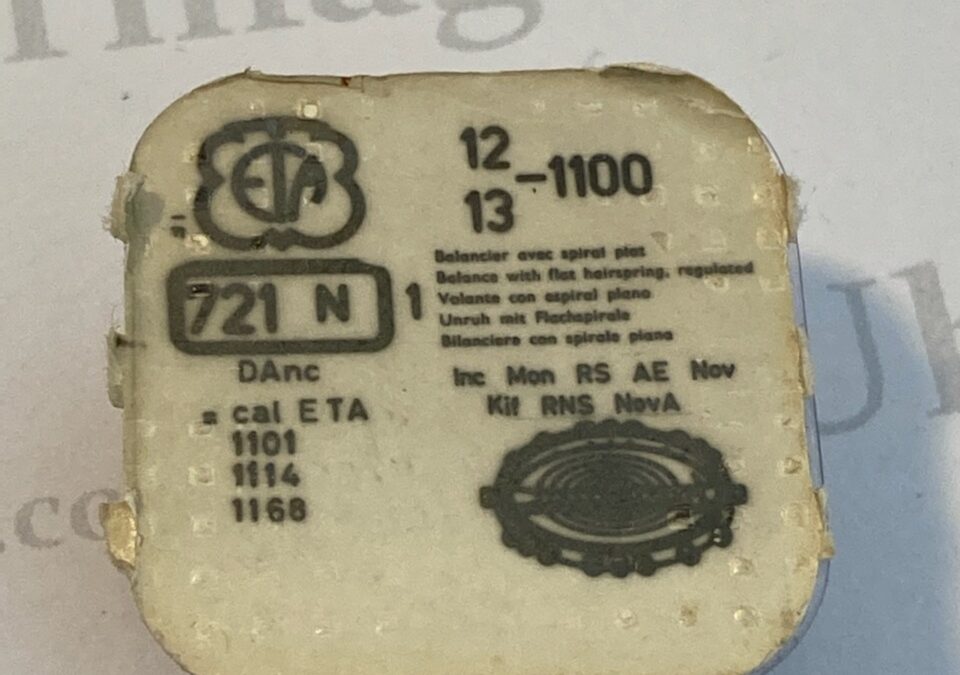 ETA
12
13 -1100
721 N 1
Balancier avec spiral plat
Balance with flat hairspring, regulated
Volante con espiral plano
Unruh mit Flachspirale
Bilanciere con spirale piana
DAnc
= cal ETA
1101
1114
1168
Inc Mon RS AE Nov
Kif RNS NovA